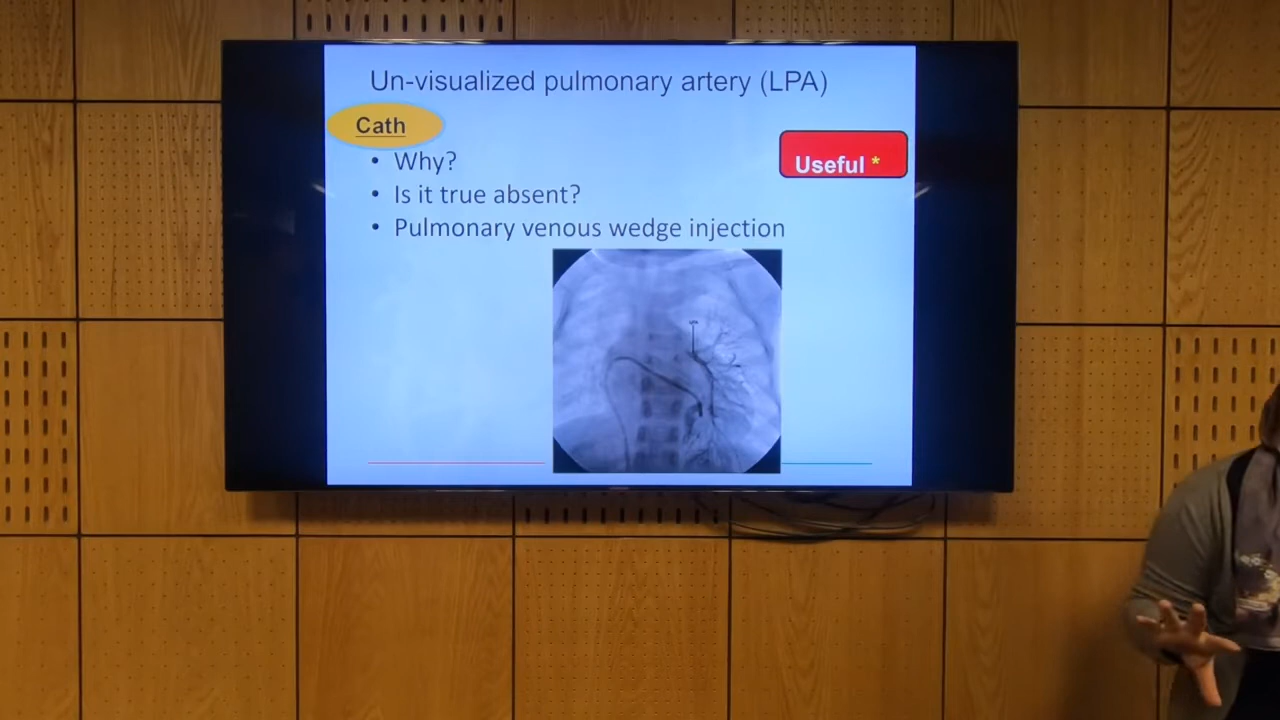 Un-visualized pulmonary artery (LPA)
Cath
Useful *
• Why?
• Is it true absent?
• Pulmonary venous wedge injection